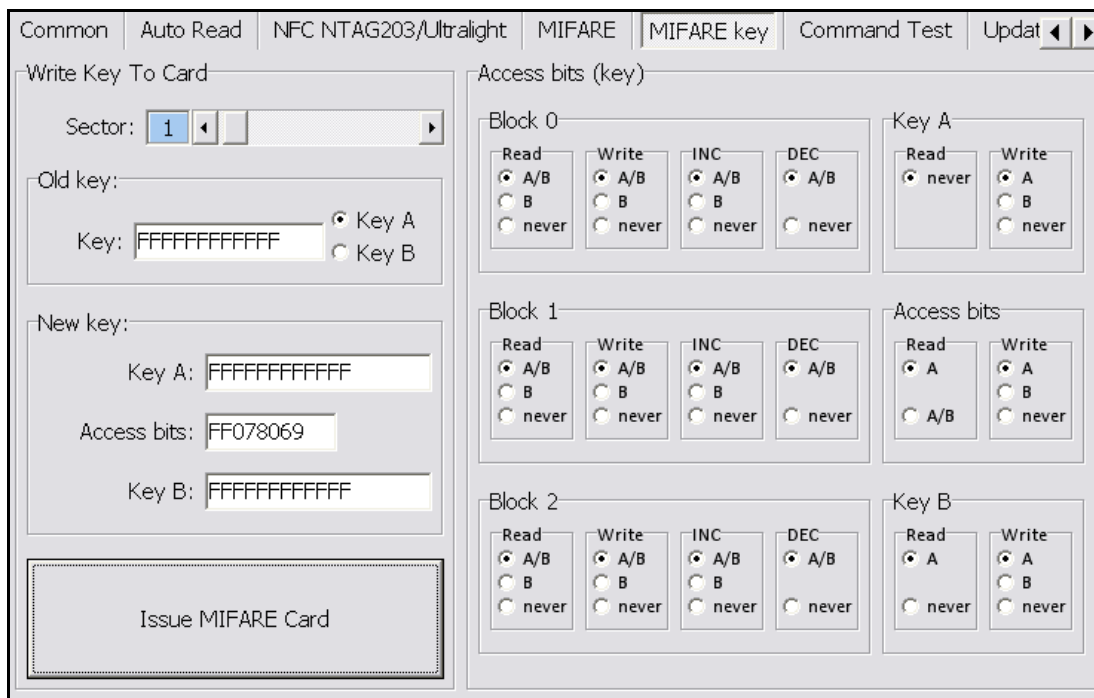 Common Auto Read NFC NTAG203/Ultralight MIFARE MIFARE key Command Test Updat
Write Key To Card
Sector: 1
Old key:
Key: FFFFFFFFFFFF
Key A
Key B
New key:
Key A: FFFFFFFFFFFF
Access bits: FF078069
Key B: FFFFFFFFFFFF
Issue MIFARE Card
Access bits (key)
Block 0
Read Write INC DEC
A/B A/B A/B A/B
B B B
never never never never
Key A
Read Write
never A
B
never
Block 1
Read Write INC DEC
A/B A/B A/B A/B
B B B
never never never never
Access bits
Read Write
A A
B
A/B never
Block 2
Read Write INC DEC
A/B A/B A/B A/B
B B B
never never never never
Key B
Read Write
A A
B
never never